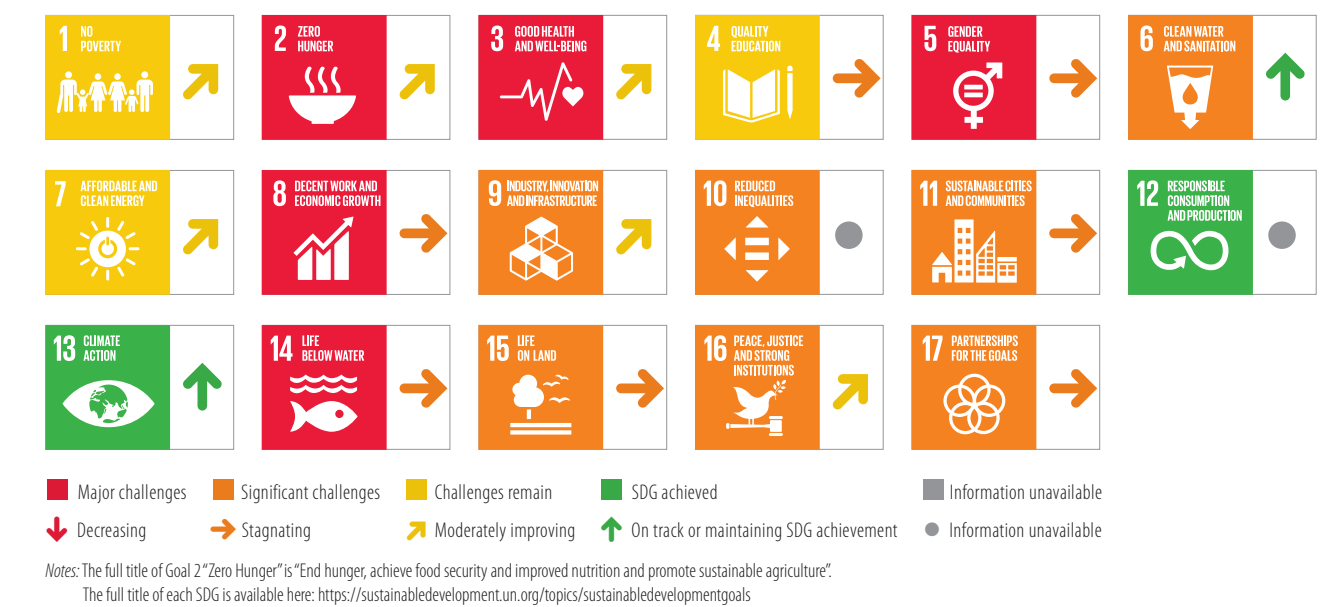 1 NO
POVERTY
2 ZERO
HUNGER
3 GOOD HEALTH
AND WELL-BEING
4 QUALITY
EDUCATION
5 GENDER
EQUALITY
6 CLEAN WATER
AND SANITATION
7 AFFORDABLE AND
CLEAN ENERGY
8 DECENT WORK AND
ECONOMIC GROWTH
9 INDUSTRY, INNOVATION
AND INFRASTRUCTURE
10 REDUCED
INEQUALITIES
11 SUSTAINABLE CITIES
AND COMMUNITIES
12 RESPONSIBLE
CONSUMPTION
AND PRODUCTION
13 CLIMATE
ACTION
14 LIFE
BELOW WATER
15 LIFE
ON LAND
16 PEACE, JUSTICE
AND STRONG
INSTITUTIONS
17 PARTNERSHIPS
FOR THE GOALS
Major challenges Significant challenges Challenges remain SDG achieved Information unavailable
Decreasing Stagnating Moderately improving On track or maintaining SDG achievement Information unavailable
Notes: The full title of Goal 2 “Zero Hunger” is “End hunger, achieve food security and improved nutrition and promote sustainable agriculture”.
The full title of each SDG is available here: https://sustainabledevelopment.un.org/topics/sustainabledevelopmentgoals